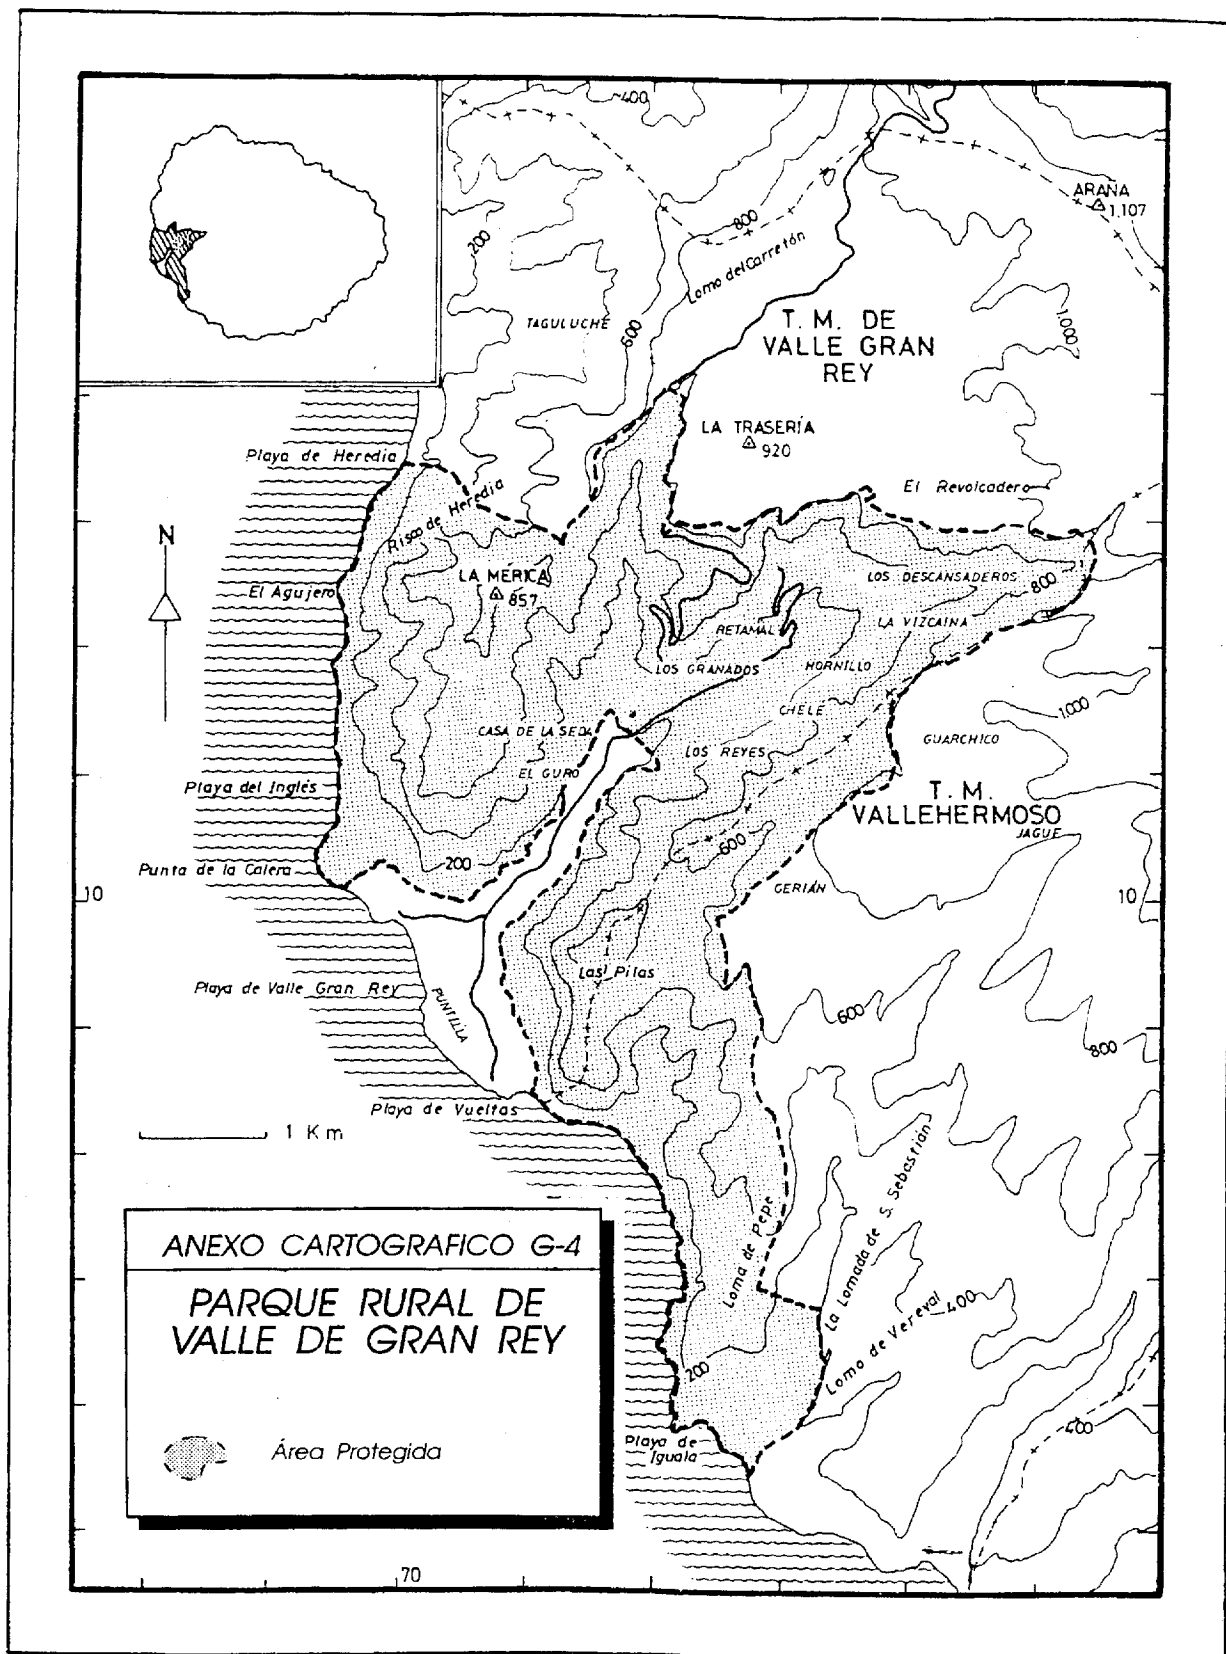 400
ARAÑA
1.107
200
800
Lomo del Carretón
TAGULUCHE
600
T. M. DE
VALLE GRAN
REY
1.000
LA TRASERÍA
920
Playa de Heredia
Risco de Heredia
El Revolcadero
N
LA MÉRICA
857
El Agujero
LOS DESCANSADEROS
800
LA VIZCAINA
RETAMAL
LOS GRANADOS
HORNILLO
CHELÉ
1.000
CASA DE LA SEDA
LOS REYES
GUARCHICO
EL GURO
Playa del Inglés
T. M.
VALLEHERMOSO
JAGUE
600
200
Punta de la Calera
GERIÁN
10
10
Las Pilas
Playa de Valle Gran Rey
PUNTILLA
600
800
Playa de Vueltas
1 Km
Loma de Pepe
La Lomada de S. Sebastián
Lomo de Vereval
400
ANEXO CARTOGRAFICO G-4
PARQUE RURAL DE
VALLE DE GRAN REY
200
Área Protegida
Playa de
Iguala
400
70